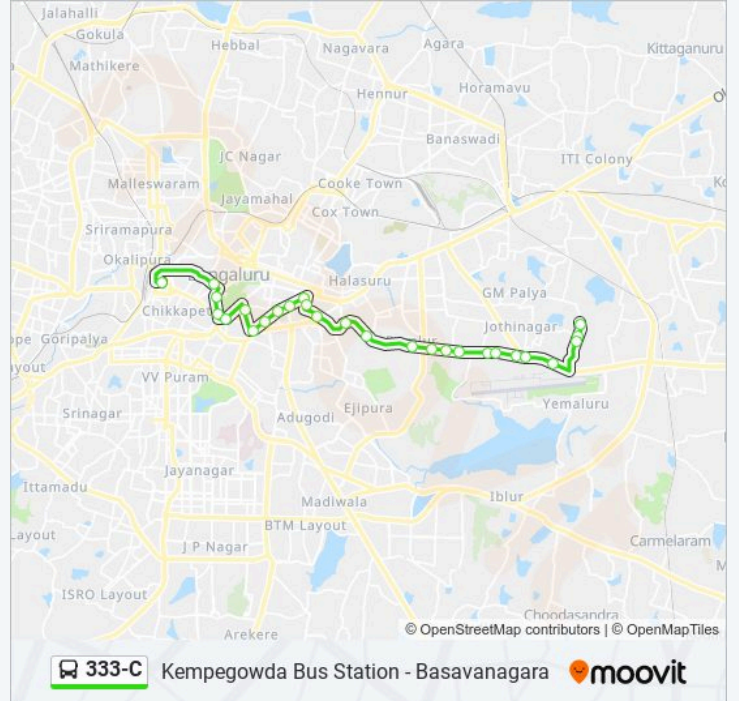 Jalahalli
Gokula
Hebbal
Nagavara
Agara
Kittaganuru
Mathikere
Hennur
Horamavu
Banaswadi
ITI Colony
JC Nagar
Malleswaram
Cooke Town
Jayamahal
Cox Town
Sriramapura
Okalipura
Halasuru
GM Palya
Chikkapet
Jothinagar
Goripalya
VV Puram
Ejipura
Yemaluru
Adugodi
Srinagar
Jayanagar
Ittamadu
Madiwala
Iblur
BTM Layout
J P Nagar
Carmelaram
ISRO Layout
Choodasandra
Arekere
© OpenStreetMap contributors | © OpenMapTiles
333-C Kempegowda Bus Station - Basavanagara moovit